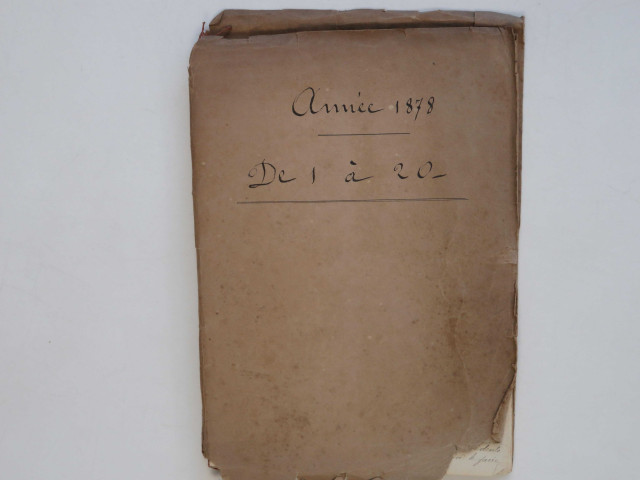 Année 1878
De 1 à 20-